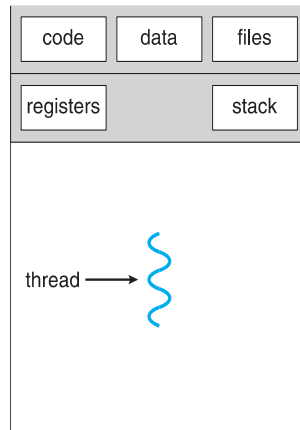 code data files
registers stack
thread